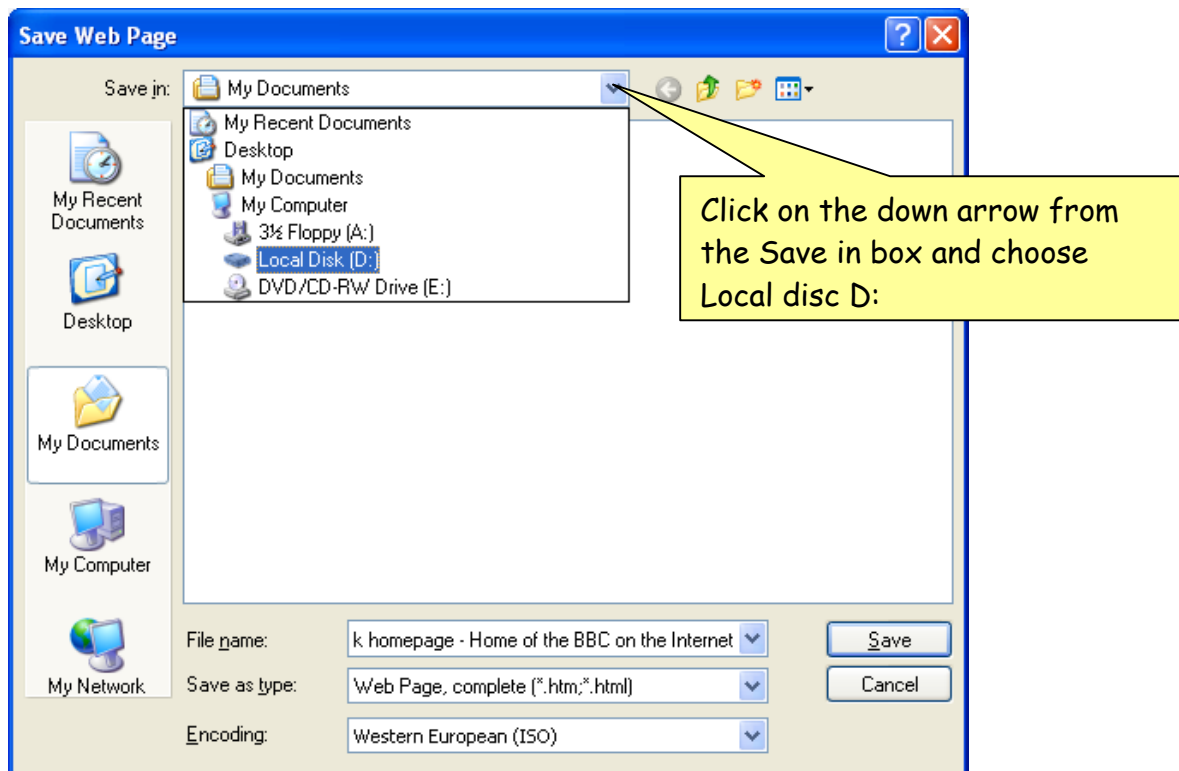 Save Web Page
Save in:
My Documents
My Recent Documents
Desktop
My Documents
My Computer
3½ Floppy (A:)
Local Disk (D:)
DVD/CD-RW Drive (E:)
Click on the down arrow from
the Save in box and choose
Local disc D:
My Recent
Documents
Desktop
My Documents
My Computer
My Network
File name:
k homepage - Home of the BBC on the Internet
Save
Save as type:
Web Page, complete (*.htm;*.html)
Cancel
Encoding:
Western European (ISO)